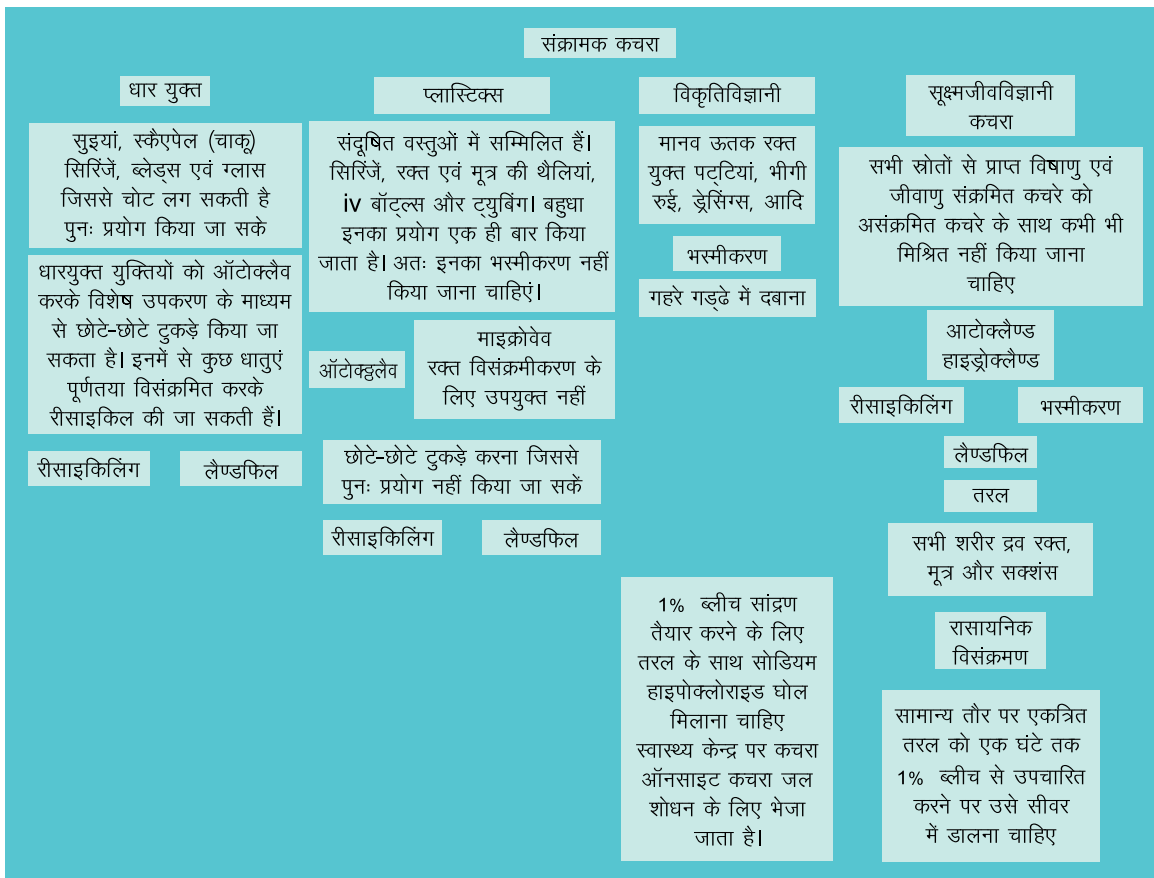 संक्रामक कचरा
धार युक्त
सुइयां, स्कैएपेल (चाकू)
सिरिंजें, ब्लेड्स एवं ग्लास
जिससे चोट लग सकती है
पुनः प्रयोग किया जा सके
धारयुक्त युक्तियों को ऑटोक्लैव
करके विशेष उपकरण के माध्यम
से छोटे-छोटे टुकड़े किया जा
सकता है। इनमें से कुछ धातुएं
पूर्णतया विसंक्रमित करके
रीसाइकिल की जा सकती हैं।
रीसाइकिलिंग
लैण्डफिल
प्लास्टिक्स
संदूषित वस्तुओं में सम्मिलित हैं।
सिरिंजें, रक्त एवं मूत्र की थैलियां,
iv बॉट्ल्स और ट्युबिंग। बहुधा
इनका प्रयोग एक ही बार किया
जाता है। अतः इनका भस्मीकरण नहीं
किया जाना चाहिएं।
ऑटोक्ठलैव
माइक्रोवेव
रक्त विसंक्रमीकरण के
लिए उपयुक्त नहीं
छोटे-छोटे टुकड़े करना जिससे
पुनः प्रयोग नहीं किया जा सकें
रीसाइकिलिंग
लैण्डफिल
विकृतिविज्ञानी
मानव ऊतक रक्त
युक्त पट्टियां, भीगी
रुई, ड्रेसिंग्स, आदि
भस्मीकरण
गहरे गड्ढे में दबाना
1% ब्लीच सांद्रण
तैयार करने के लिए
तरल के साथ सोडियम
हाइपोक्लोराइड घोल
मिलाना चाहिए
स्वास्थ्य केन्द्र पर कचरा
ऑनसाइट कचरा जल
शोधन के लिए भेजा
जाता है।
सूक्ष्मजीवविज्ञानी
कचरा
सभी स्रोतों से प्राप्त विषाणु एवं
जीवाणु संक्रमित कचरे को
असंक्रमित कचरे के साथ कभी भी
मिश्रित नहीं किया जाना
चाहिए
आटोक्लैण्ड
हाइड्रोक्लैण्ड
रीसाइकिलिंग
भस्मीकरण
लैण्डफिल
तरल
सभी शरीर द्रव रक्त,
मूत्र और सक्शंस
रासायनिक
विसंक्रमण
सामान्य तौर पर एकत्रित
तरल को एक घंटे तक
1% ब्लीच से उपचारित
करने पर उसे सीवर
में डालना चाहिए